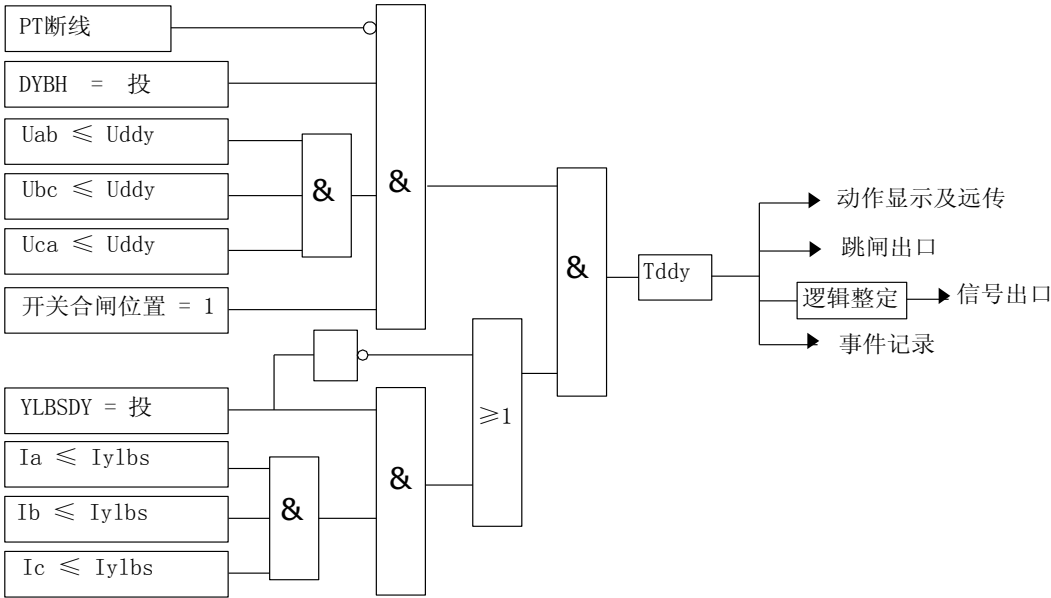 PT断线
DYBH = 投
Uab ≤ Uddy
Ubc ≤ Uddy
Uca ≤ Uddy
开关合闸位置 = 1
YLBSDY = 投
Ia ≤ Iylbs
Ib ≤ Iylbs
Ic ≤ Iylbs
&
&
&
&
≥1
&
Tddy
动作显示及远传
跳闸出口
逻辑整定
信号出口
事件记录